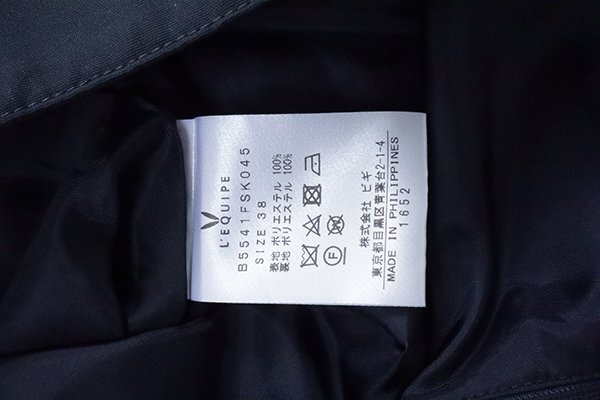 L'EQUIPE
B5541FSK045
SIZE 38
表地 ポリエステル 100%
裏地 ポリエステル 100%
F
W
株式会社 ビギ
東京都目黒区青葉台2-1-4
MADE IN PHILIPPINES
1652